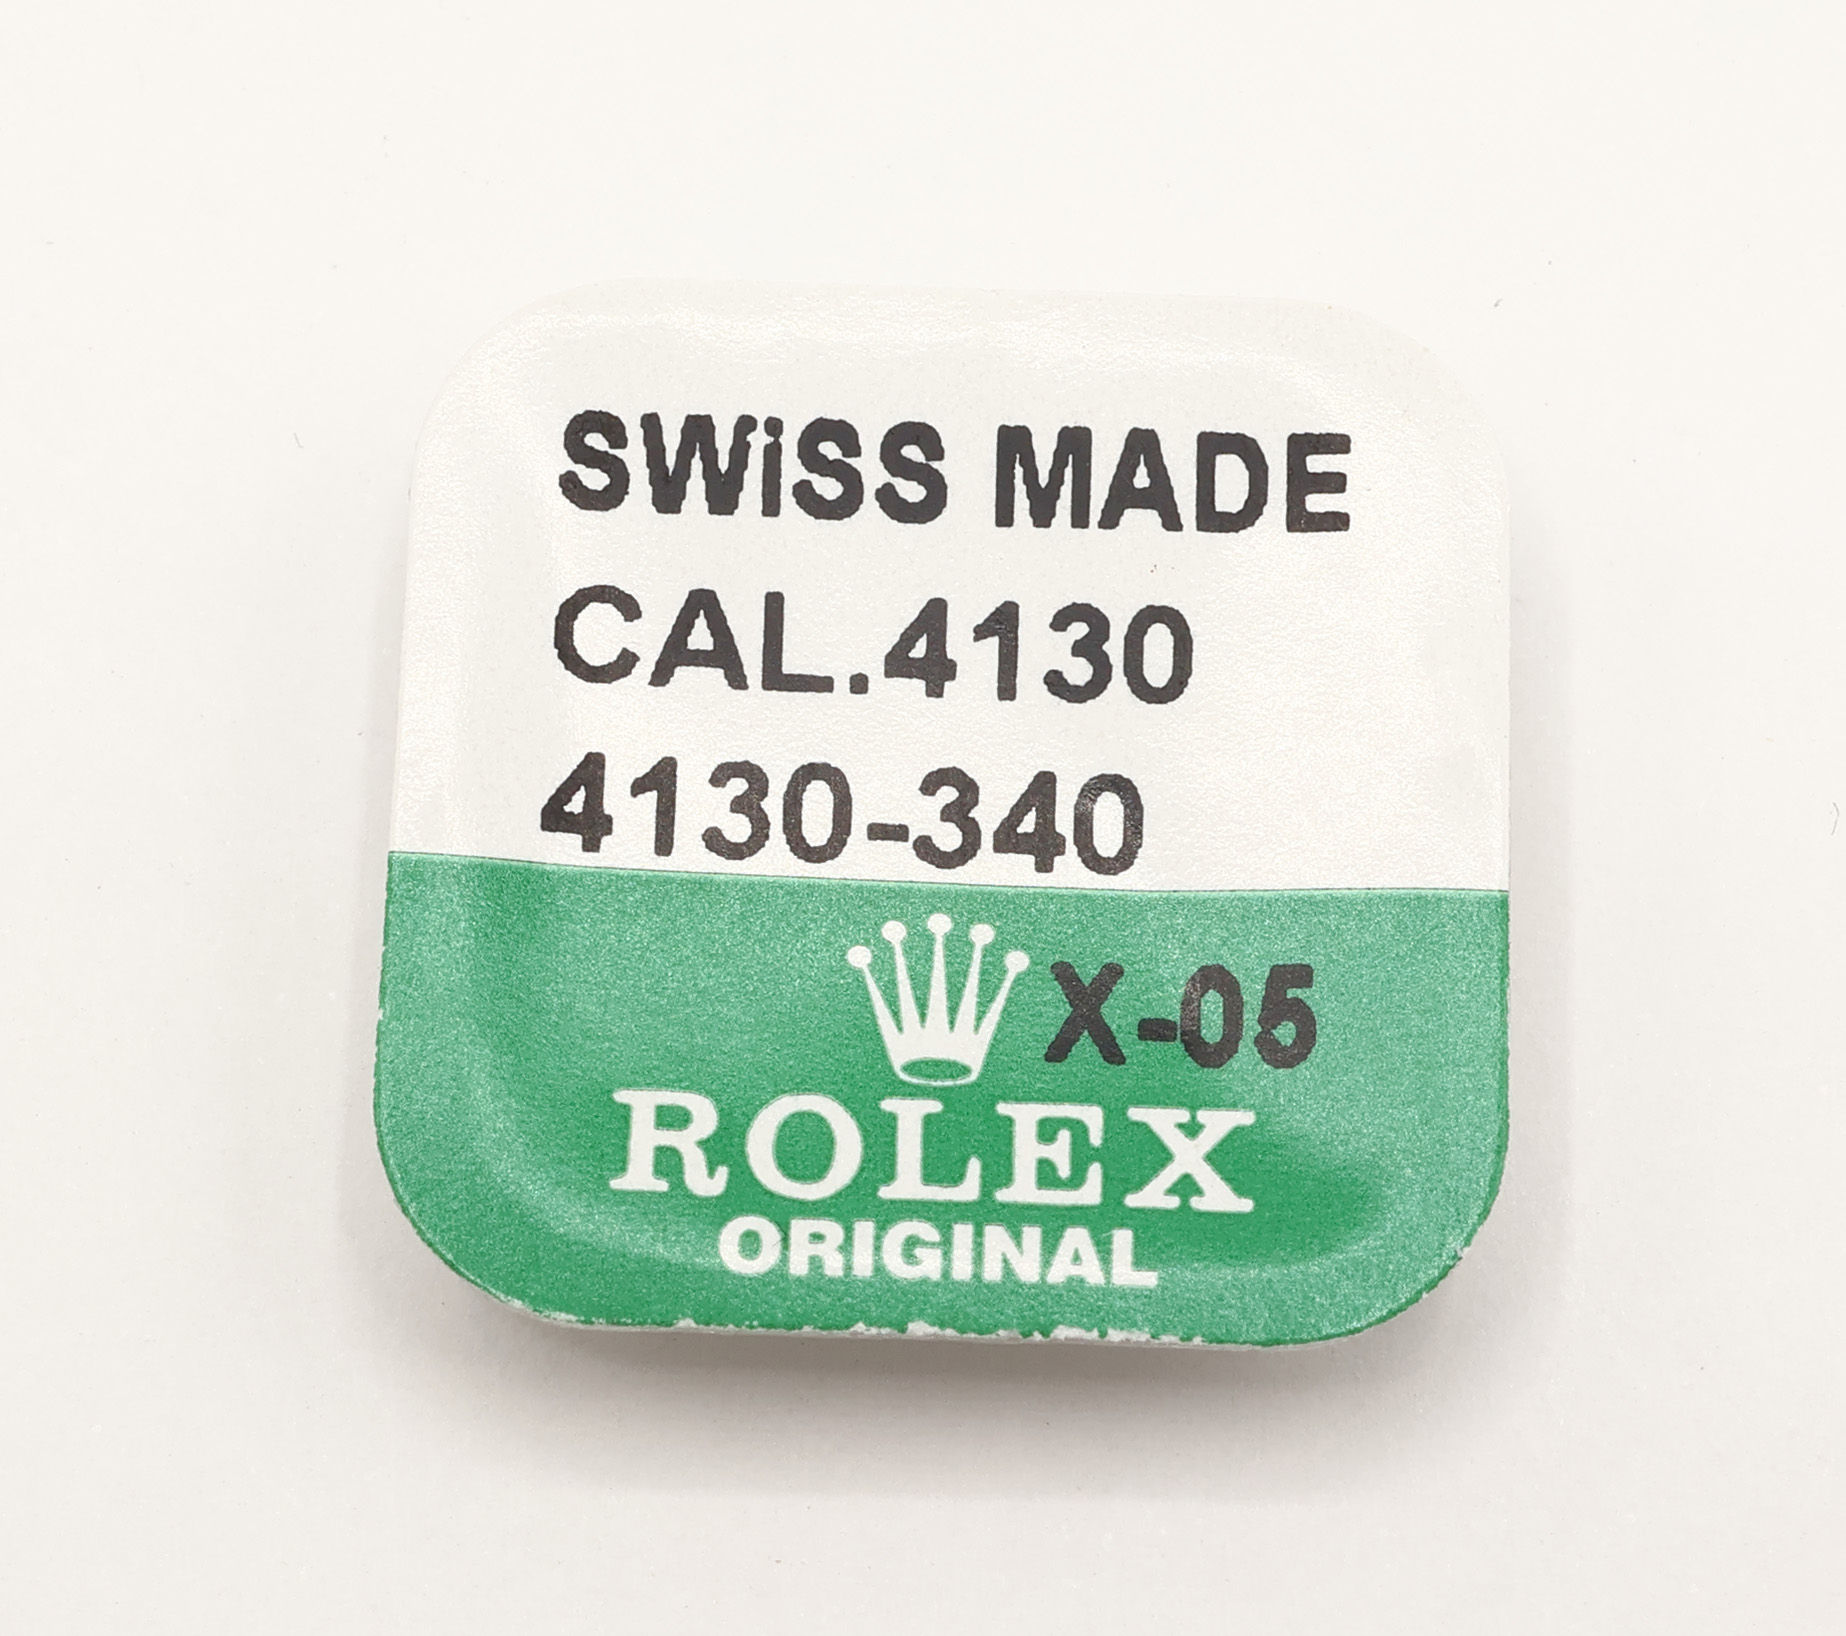 SWiSS MADE
CAL.4130
4130-340
X-05
ROLEX
ORIGINAL